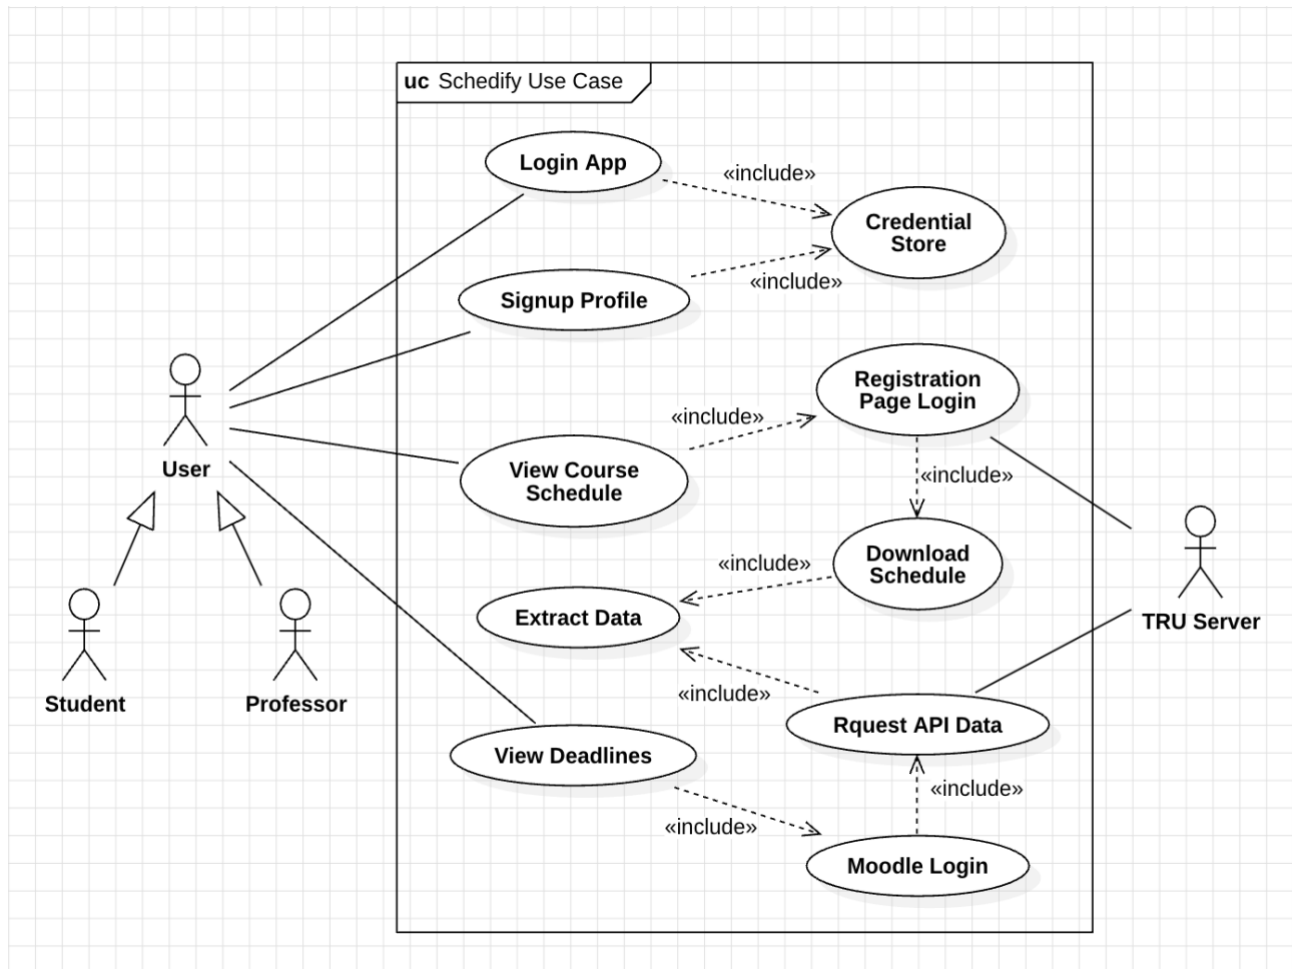 uc Schedify Use Case
Login App
«include»
Credential
Store
Signup Profile
«include»
Registration
Page Login
«include»
View Course
Schedule
«include»
User
Download
Schedule
«include»
Extract Data
TRU Server
Student
Professor
«include»
Rquest API Data
View Deadlines
«include»
«include»
Moodle Login